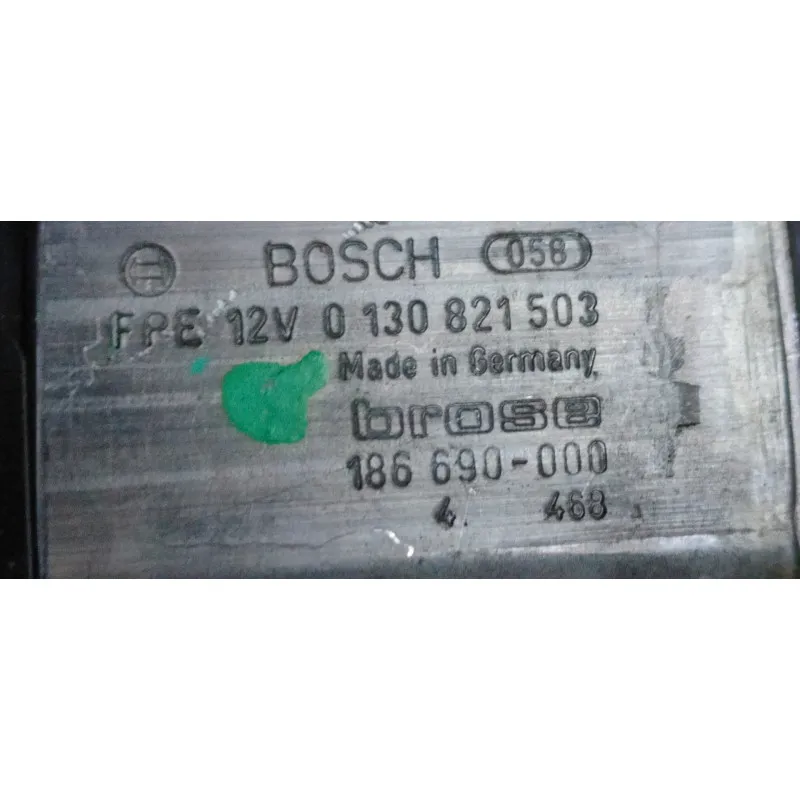 BOSCH 058
FPE 12V 0 130 821 503
Made in Germany
brose
186 690-000
4. 468